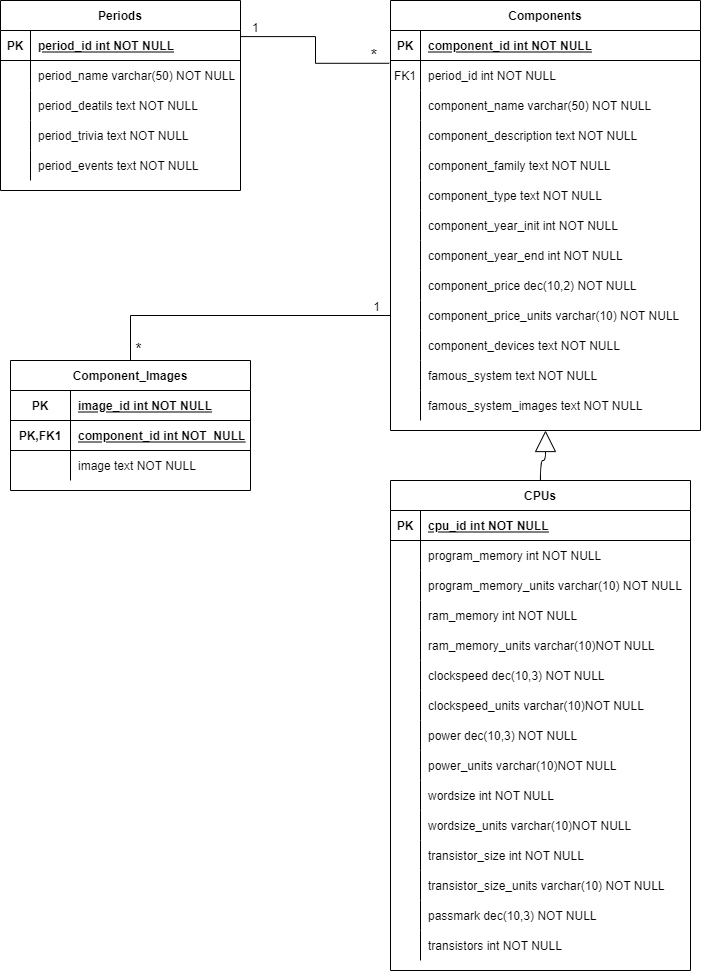 Periods
PK period_id int NOT NULL
period_name varchar(50) NOT NULL
period_deatils text NOT NULL
period_trivia text NOT NULL
period_events text NOT NULL
1
*
Components
PK component_id int NOT NULL
FK1 period_id int NOT NULL
component_name varchar(50) NOT NULL
component_description text NOT NULL
component_family text NOT NULL
component_type text NOT NULL
component_year_init int NOT NULL
component_year_end int NOT NULL
component_price dec(10,2) NOT NULL
component_price_units varchar(10) NOT NULL
component_devices text NOT NULL
famous_system text NOT NULL
famous_system_images text NOT NULL
1
*
Component_Images
PK image_id int NOT NULL
PK,FK1 component_id int NOT NULL
image text NOT NULL
CPUs
PK cpu_id int NOT NULL
program_memory int NOT NULL
program_memory_units varchar(10) NOT NULL
ram_memory int NOT NULL
ram_memory_units varchar(10)NOT NULL
clockspeed dec(10,3) NOT NULL
clockspeed_units varchar(10)NOT NULL
power dec(10,3) NOT NULL
power_units varchar(10)NOT NULL
wordsize int NOT NULL
wordsize_units varchar(10)NOT NULL
transistor_size int NOT NULL
transistor_size_units varchar(10) NOT NULL
passmark dec(10,3) NOT NULL
transistors int NOT NULL